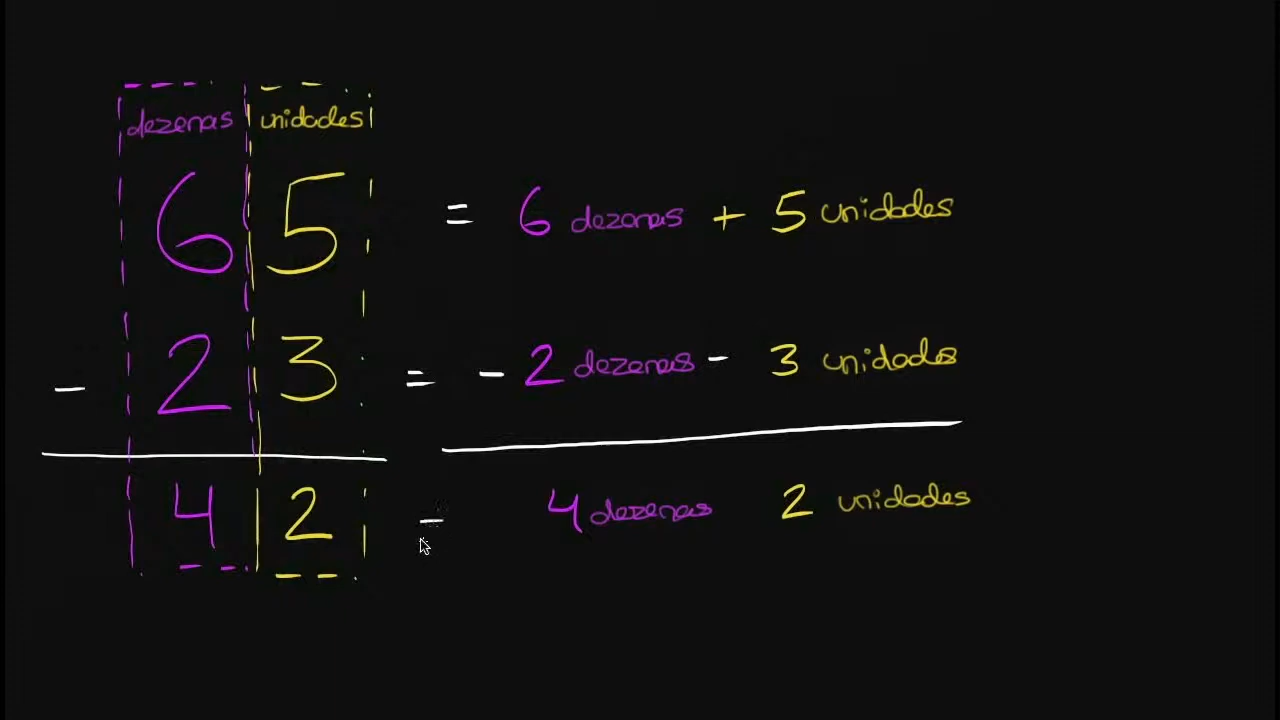 dezenas unidades
65 = 6 dezenas + 5 unidades
- 23 = - 2 dezenas - 3 unidades
42 - 4 dezenas 2 unidades